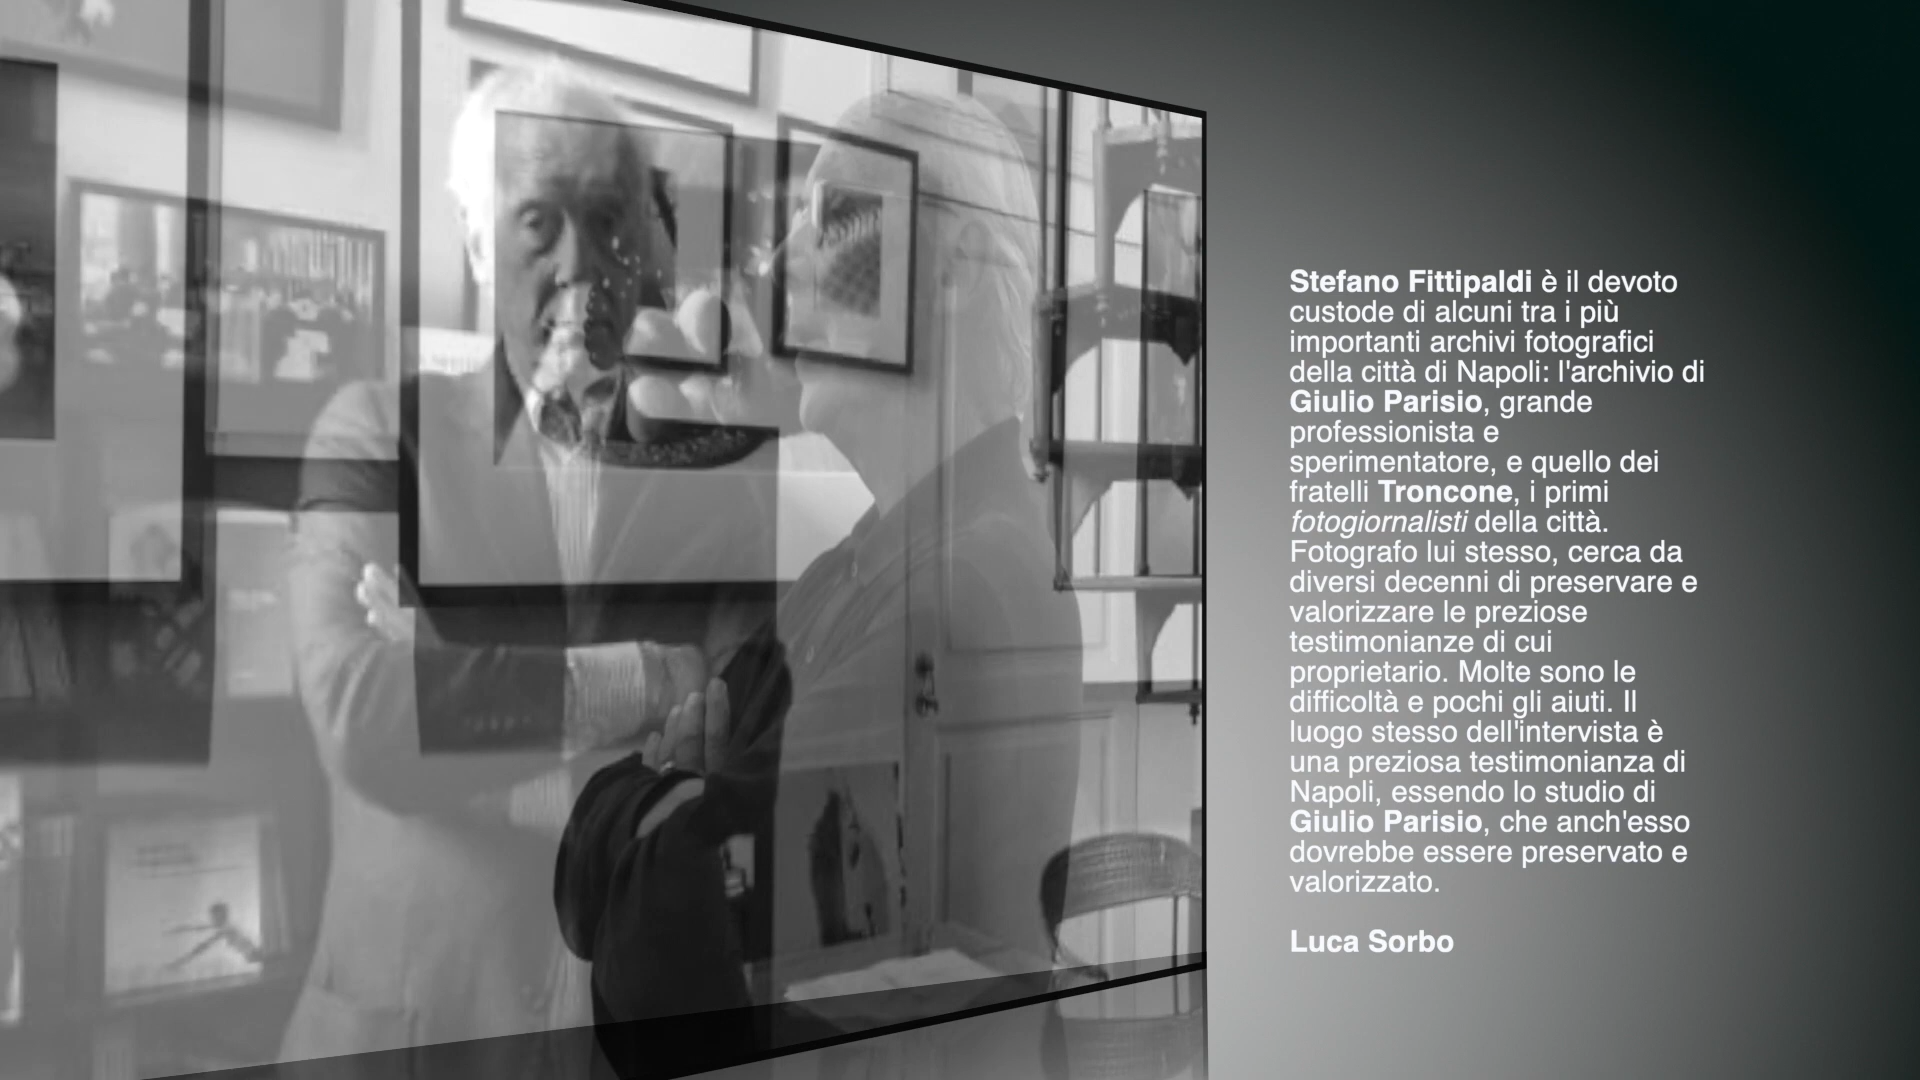 Stefano Fittipaldi è il devoto
custode di alcuni tra i più
importanti archivi fotografici
della città di Napoli: l'archivio di
Giulio Parisio, grande
professionista e
sperimentatore, e quello dei
fratelli Troncone, i primi
fotogiornalisti della città.
Fotografo lui stesso, cerca da
diversi decenni di preservare e
valorizzare le preziose
testimonianze di cui
proprietario. Molte sono le
difficoltà e pochi gli aiuti. Il
luogo stesso dell'intervista è
una preziosa testimonianza di
Napoli, essendo lo studio di
Giulio Parisio, che anch'esso
dovrebbe essere preservato e
valorizzato.
Luca Sorbo